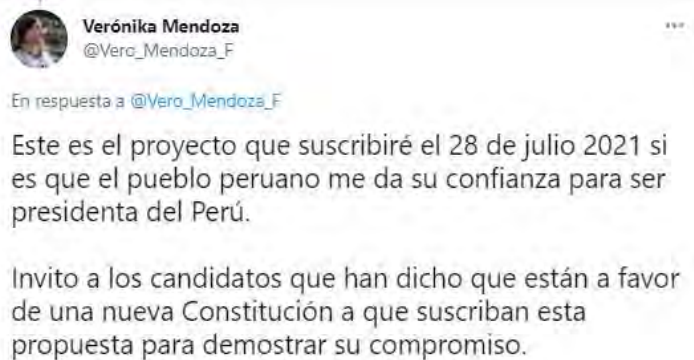 Verónika Mendoza
@Vero_Mendoza_F
En respuesta a @Vero_Mendoza_F
Este es el proyecto que suscribiré el 28 de julio 2021 si
es que el pueblo peruano me da su confianza para ser
presidenta del Perú.
Invito a los candidatos que han dicho que están a favor
de una nueva Constitución a que suscriban esta
propuesta para demostrar su compromiso.